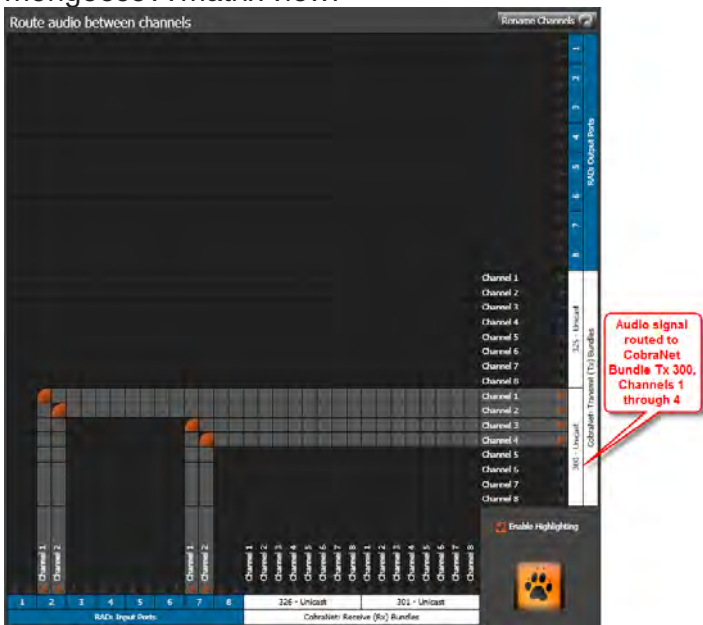 Route audio between channels
Rename Channels
1
2
3
4
5
6
7
8
RADs Output Ports
Channel 1
Channel 2
Channel 3
Channel 4
Channel 5
Channel 6
Channel 7
Channel 8
Channel 1
Channel 2
Channel 3
Channel 4
Channel 5
Channel 6
Channel 7
Channel 8
Unicast
300 - Unicast
CobraNet: Transmit (Tx) Bundles
Audio signal
routed to
CobraNet
Bundle Tx 300,
Channels 1
through 4
Enable Highlighting
Channel 1
Channel 2
Channel 1
Channel 2
Channel 1
Channel 2
Channel 3
Channel 4
Channel 5
Channel 6
Channel 7
Channel 8
Channel 1
Channel 2
Channel 3
Channel 4
Channel 5
Channel 6
Channel 7
Channel 8
1 2 3 4 5 6 7 8
326 - Unicast 301 - Unicast
RADs Input Ports CobraNet: Receive (Rx) Bundles